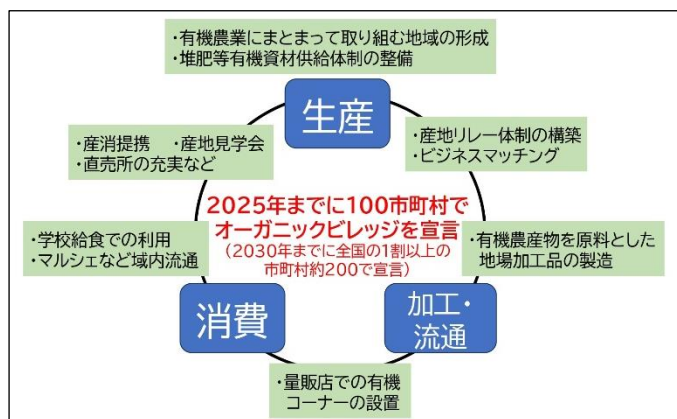 ・有機農業にまとまって取り組む地域の形成
・堆肥等有機資材供給体制の整備
生産
・産消提携　・産地見学会
・直売所の充実など
・産地リレー体制の構築
・ビジネスマッチング
2025年までに100市町村で
オーガニックビレッジを宣言
(2030年までに全国の1割以上の
市町村約200で宣言)
・学校給食での利用
・マルシェなど域内流通
・有機農産物を原料とした
地場加工品の製造
消費
加工・
流通
・量販店での有機
コーナーの設置